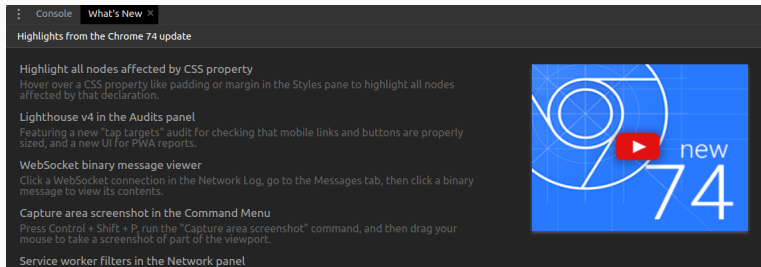 Console What's New ×
Highlights from the Chrome 74 update
Highlight all nodes affected by CSS property
Hover over a CSS property like padding or margin in the Styles pane to highlight all nodes
affected by that declaration.
Lighthouse v4 in the Audits panel
Featuring a new "tap targets" audit for checking that mobile links and buttons are properly
sized, and a new UI for PWA reports.
WebSocket binary message viewer
Click a WebSocket connection in the Network Log, go to the Messages tab, then click a binary
message to view its contents.
Capture area screenshot in the Command Menu
Press Control + Shift + P, run the "Capture area screenshot" command, and then drag your
mouse to take a screenshot of part of the viewport.
Service worker filters in the Network panel
new
74